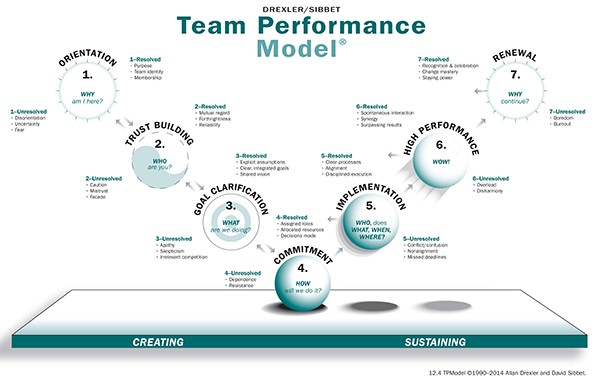 DREXLER/SIBBET
Team Performance
Model®
ORIENTATION
1.
WHY
am I here?
1–Resolved
• Purpose
• Team identity
• Membership
1–Unresolved
• Disorientation
• Uncertainty
• Fear
TRUST BUILDING
2.
WHO
are you?
2–Resolved
• Mutual regard
• Forthrightness
• Reliability
2–Unresolved
• Caution
• Mistrust
• Facade
GOAL CLARIFICATION
3.
WHAT
are we doing?
3–Resolved
• Explicit assumptions
• Clear, integrated goals
• Shared vision
3–Unresolved
• Apathy
• Skepticism
• Irrelevant competition
COMMITMENT
4.
HOW
will we do it?
4–Resolved
• Assigned roles
• Allocated resources
• Decisions made
4–Unresolved
• Dependence
• Resistance
IMPLEMENTATION
5.
WHO, does
WHAT, WHEN,
WHERE?
5–Resolved
• Clear processes
• Alignment
• Disciplined execution
5–Unresolved
• Conflict/confusion
• Nonalignment
• Missed deadlines
HIGH PERFORMANCE
6.
WOW!
6–Resolved
• Spontaneous interaction
• Synergy
• Surpassing results
6–Unresolved
• Overload
• Disharmony
RENEWAL
7.
WHY
continue?
7–Resolved
• Recognition & celebration
• Change mastery
• Staying power
7–Unresolved
• Boredom
• Burnout
CREATING
SUSTAINING
12.4 TPModel ©1990–2014 Allan Drexler and David Sibbet.